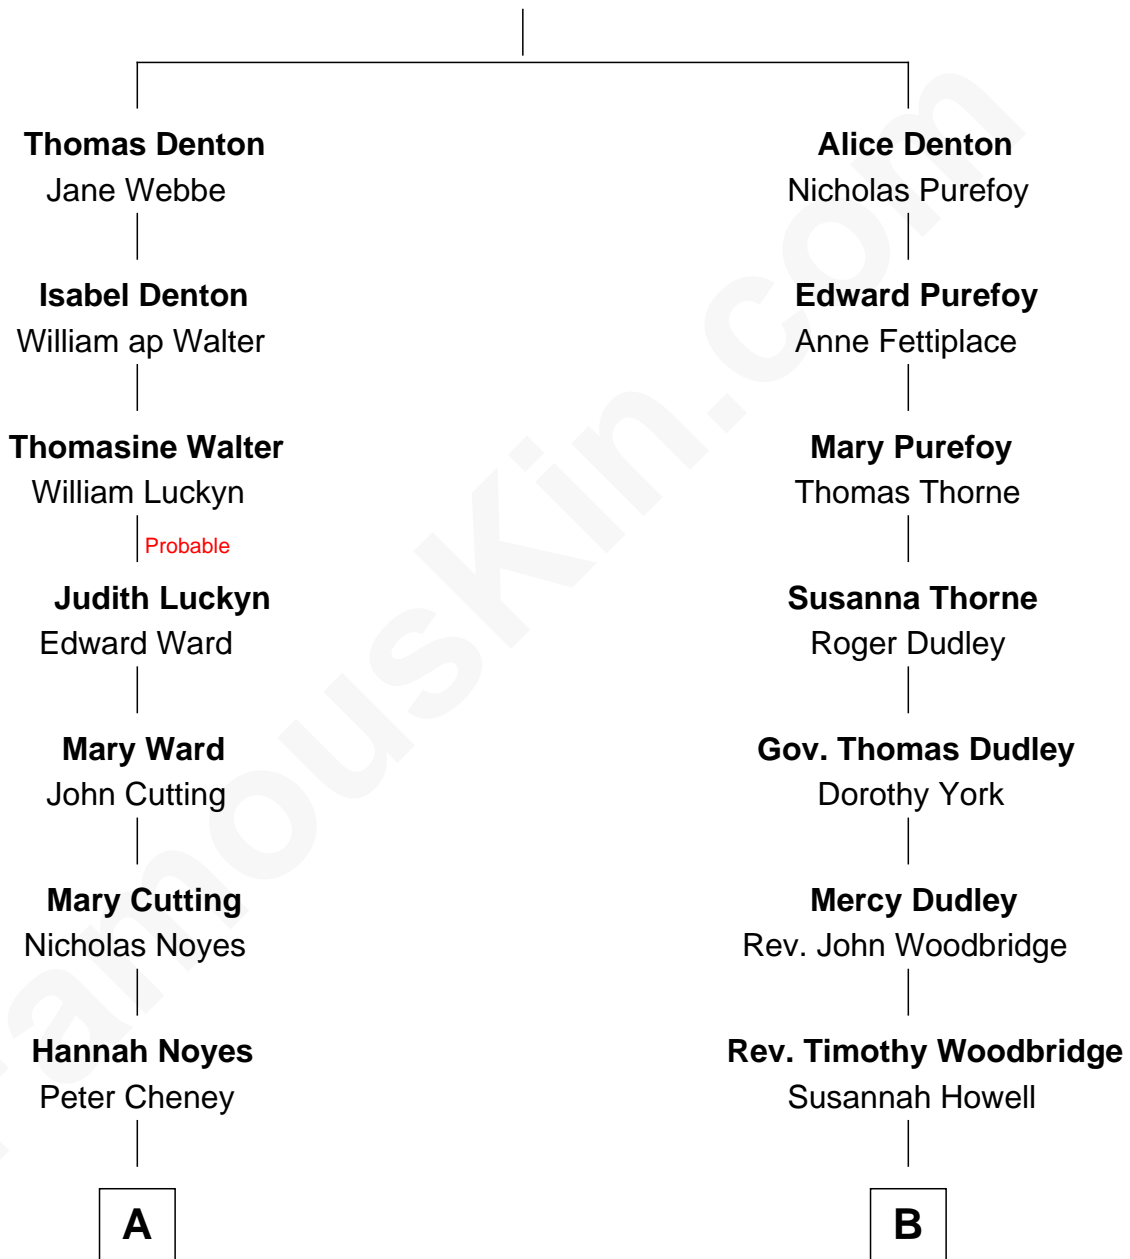 Thomas Denton
Jane Webbe
Isabel Denton
William ap Walter
Thomasine Walter
William Luckyn
Probable
Judith Luckyn
Edward Ward
Mary Ward
John Cutting
Mary Cutting
Nicholas Noyes
Hannah Noyes
Peter Cheney
A
Alice Denton
Nicholas Purefoy
Edward Purefoy
Anne Fettiplace
Mary Purefoy
Thomas Thorne
Susanna Thorne
Roger Dudley
Gov. Thomas Dudley
Dorothy York
Mercy Dudley
Rev. John Woodbridge
Rev. Timothy Woodbridge
Susannah Howell
B
FamousKin.com